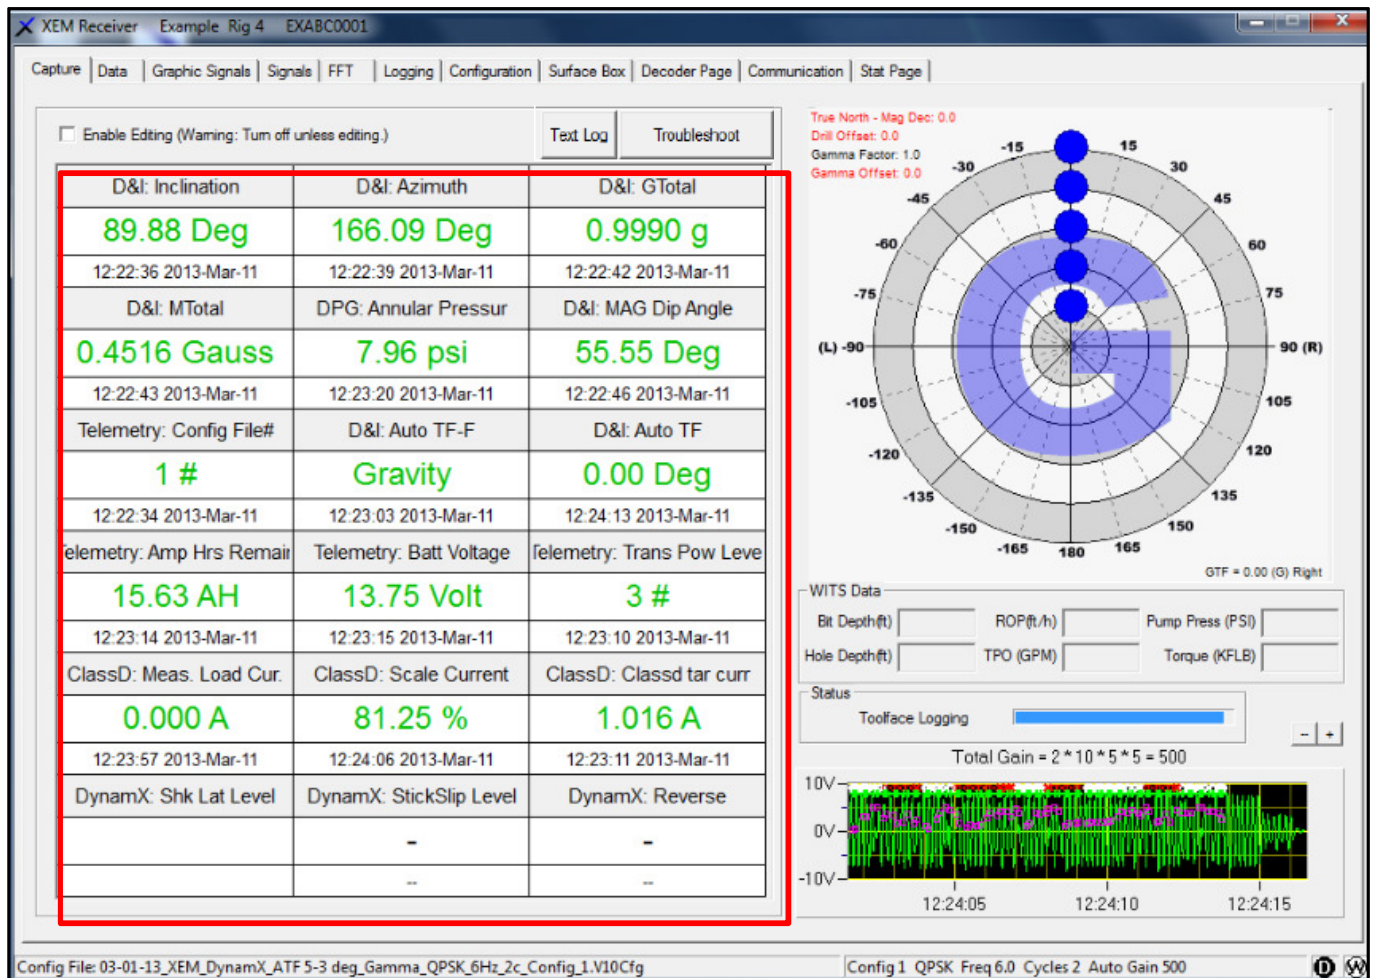 XEM Receiver Example Rig 4 EXABC0001
Capture Data Graphic Signals Signals FFT Logging Configuration Surface Box Decoder Page Communication Stat Page
Enable Editing (Warning: Turn off unless editing.) Text Log Troubleshoot
D&I: Inclination D&I: Azimuth D&I: GTotal
89.88 Deg 166.09 Deg 0.9990 g
12:22:36 2013-Mar-11 12:22:39 2013-Mar-11 12:22:42 2013-Mar-11
D&I: MTotal DPG: Annular Pressur D&I: MAG Dip Angle
0.4516 Gauss 7.96 psi 55.55 Deg
12:22:43 2013-Mar-11 12:23:20 2013-Mar-11 12:22:46 2013-Mar-11
Telemetry: Config File# D&I: Auto TF-F D&I: Auto TF
1 # Gravity 0.00 Deg
12:22:34 2013-Mar-11 12:23:03 2013-Mar-11 12:24:13 2013-Mar-11
Telemetry: Amp Hrs Remair Telemetry: Batt Voltage Telemetry: Trans Pow Leve
15.63 AH 13.75 Volt 3 #
12:23:14 2013-Mar-11 12:23:15 2013-Mar-11 12:23:10 2013-Mar-11
ClassD: Meas. Load Cur. ClassD: Scale Current ClassD: Classd tar curr
0.000 A 81.25 % 1.016 A
12:23:57 2013-Mar-11 12:24:06 2013-Mar-11 12:23:11 2013-Mar-11
DynamX: Shk Lat Level DynamX: StickSlip Level DynamX: Reverse
- -
-- --
True North - Mag Dec: 0.0
Drill Offset: 0.0
Gamma Factor: 1.0
Gamma Offset: 0.0
-15 15
-30 30
-45 45
-60 60
-75 75
(L) -90 90 (R)
G
-105 105
-120 120
-135 135
-150 150
-165 180 165
GTF = 0.00 (G) Right
WITS Data
Bit Depth(ft) ROP(ft/h) Pump Press (PSI)
Hole Depth(ft) TPO (GPM) Torque (KFLB)
Status
Toolface Logging
- +
Total Gain = 2 * 10 * 5 * 5 = 500
10V
0V
-10V
12:24:05 12:24:10 12:24:15
Config File: 03-01-13_XEM_DynamX_ATF 5-3 deg_Gamma_QPSK_6Hz_2c_Config_1.V10Cfg Config 1 QPSK Freq 6.0 Cycles 2 Auto Gain 500 D W